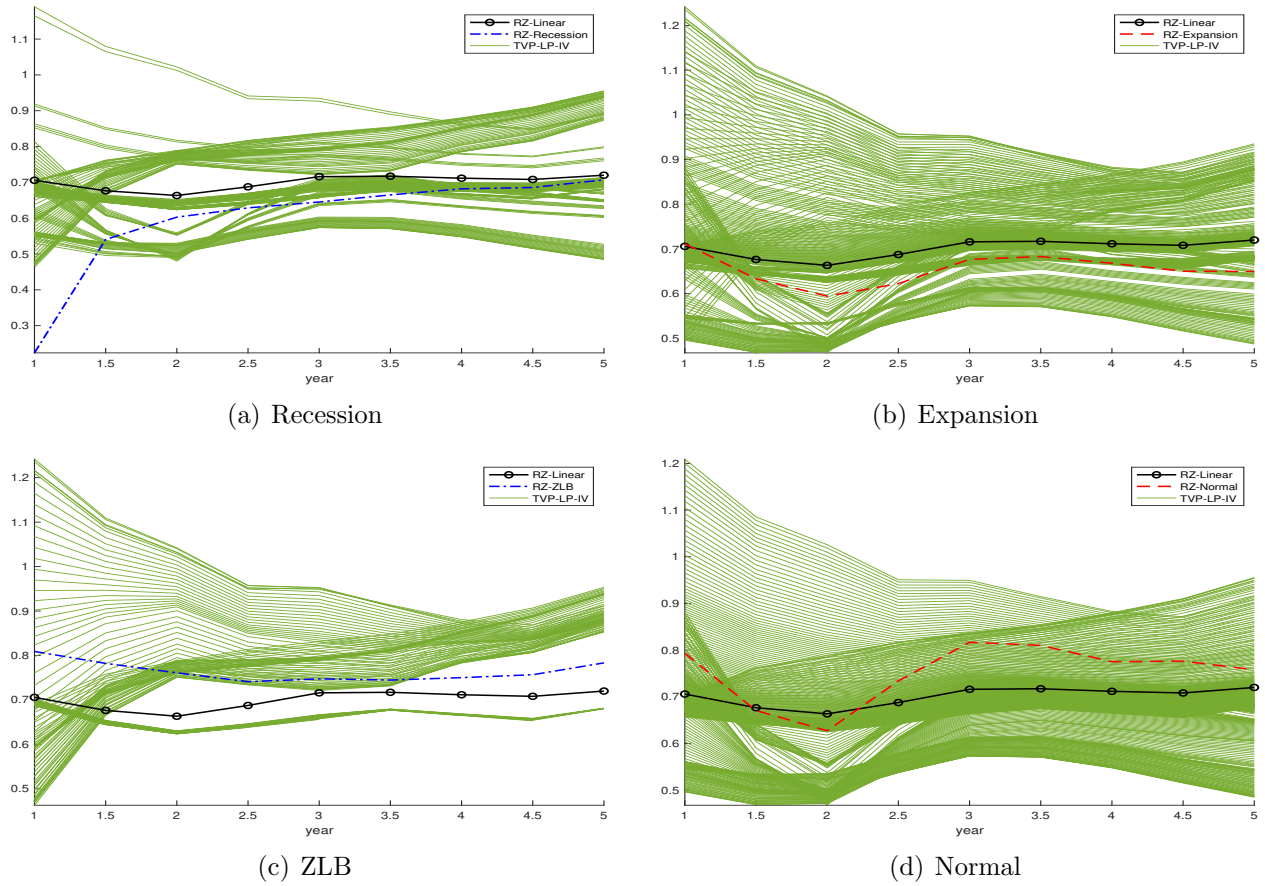 RZ-Linear
RZ-Recession
TVP-LP-IV
1.1
1
0.9
0.8
0.7
0.6
0.5
0.4
0.3
1 1.5 2 2.5 3 3.5 4 4.5 5
year
(a) Recession
RZ-Linear
RZ-Expansion
TVP-LP-IV
1.2
1.1
1
0.9
0.8
0.7
0.6
0.5
1 1.5 2 2.5 3 3.5 4 4.5 5
year
(b) Expansion
RZ-Linear
RZ-ZLB
TVP-LP-IV
1.2
1.1
1
0.9
0.8
0.7
0.6
0.5
1 1.5 2 2.5 3 3.5 4 4.5 5
year
(c) ZLB
RZ-Linear
RZ-Normal
TVP-LP-IV
1.2
1.1
1
0.9
0.8
0.7
0.6
0.5
1 1.5 2 2.5 3 3.5 4 4.5 5
year
(d) Normal